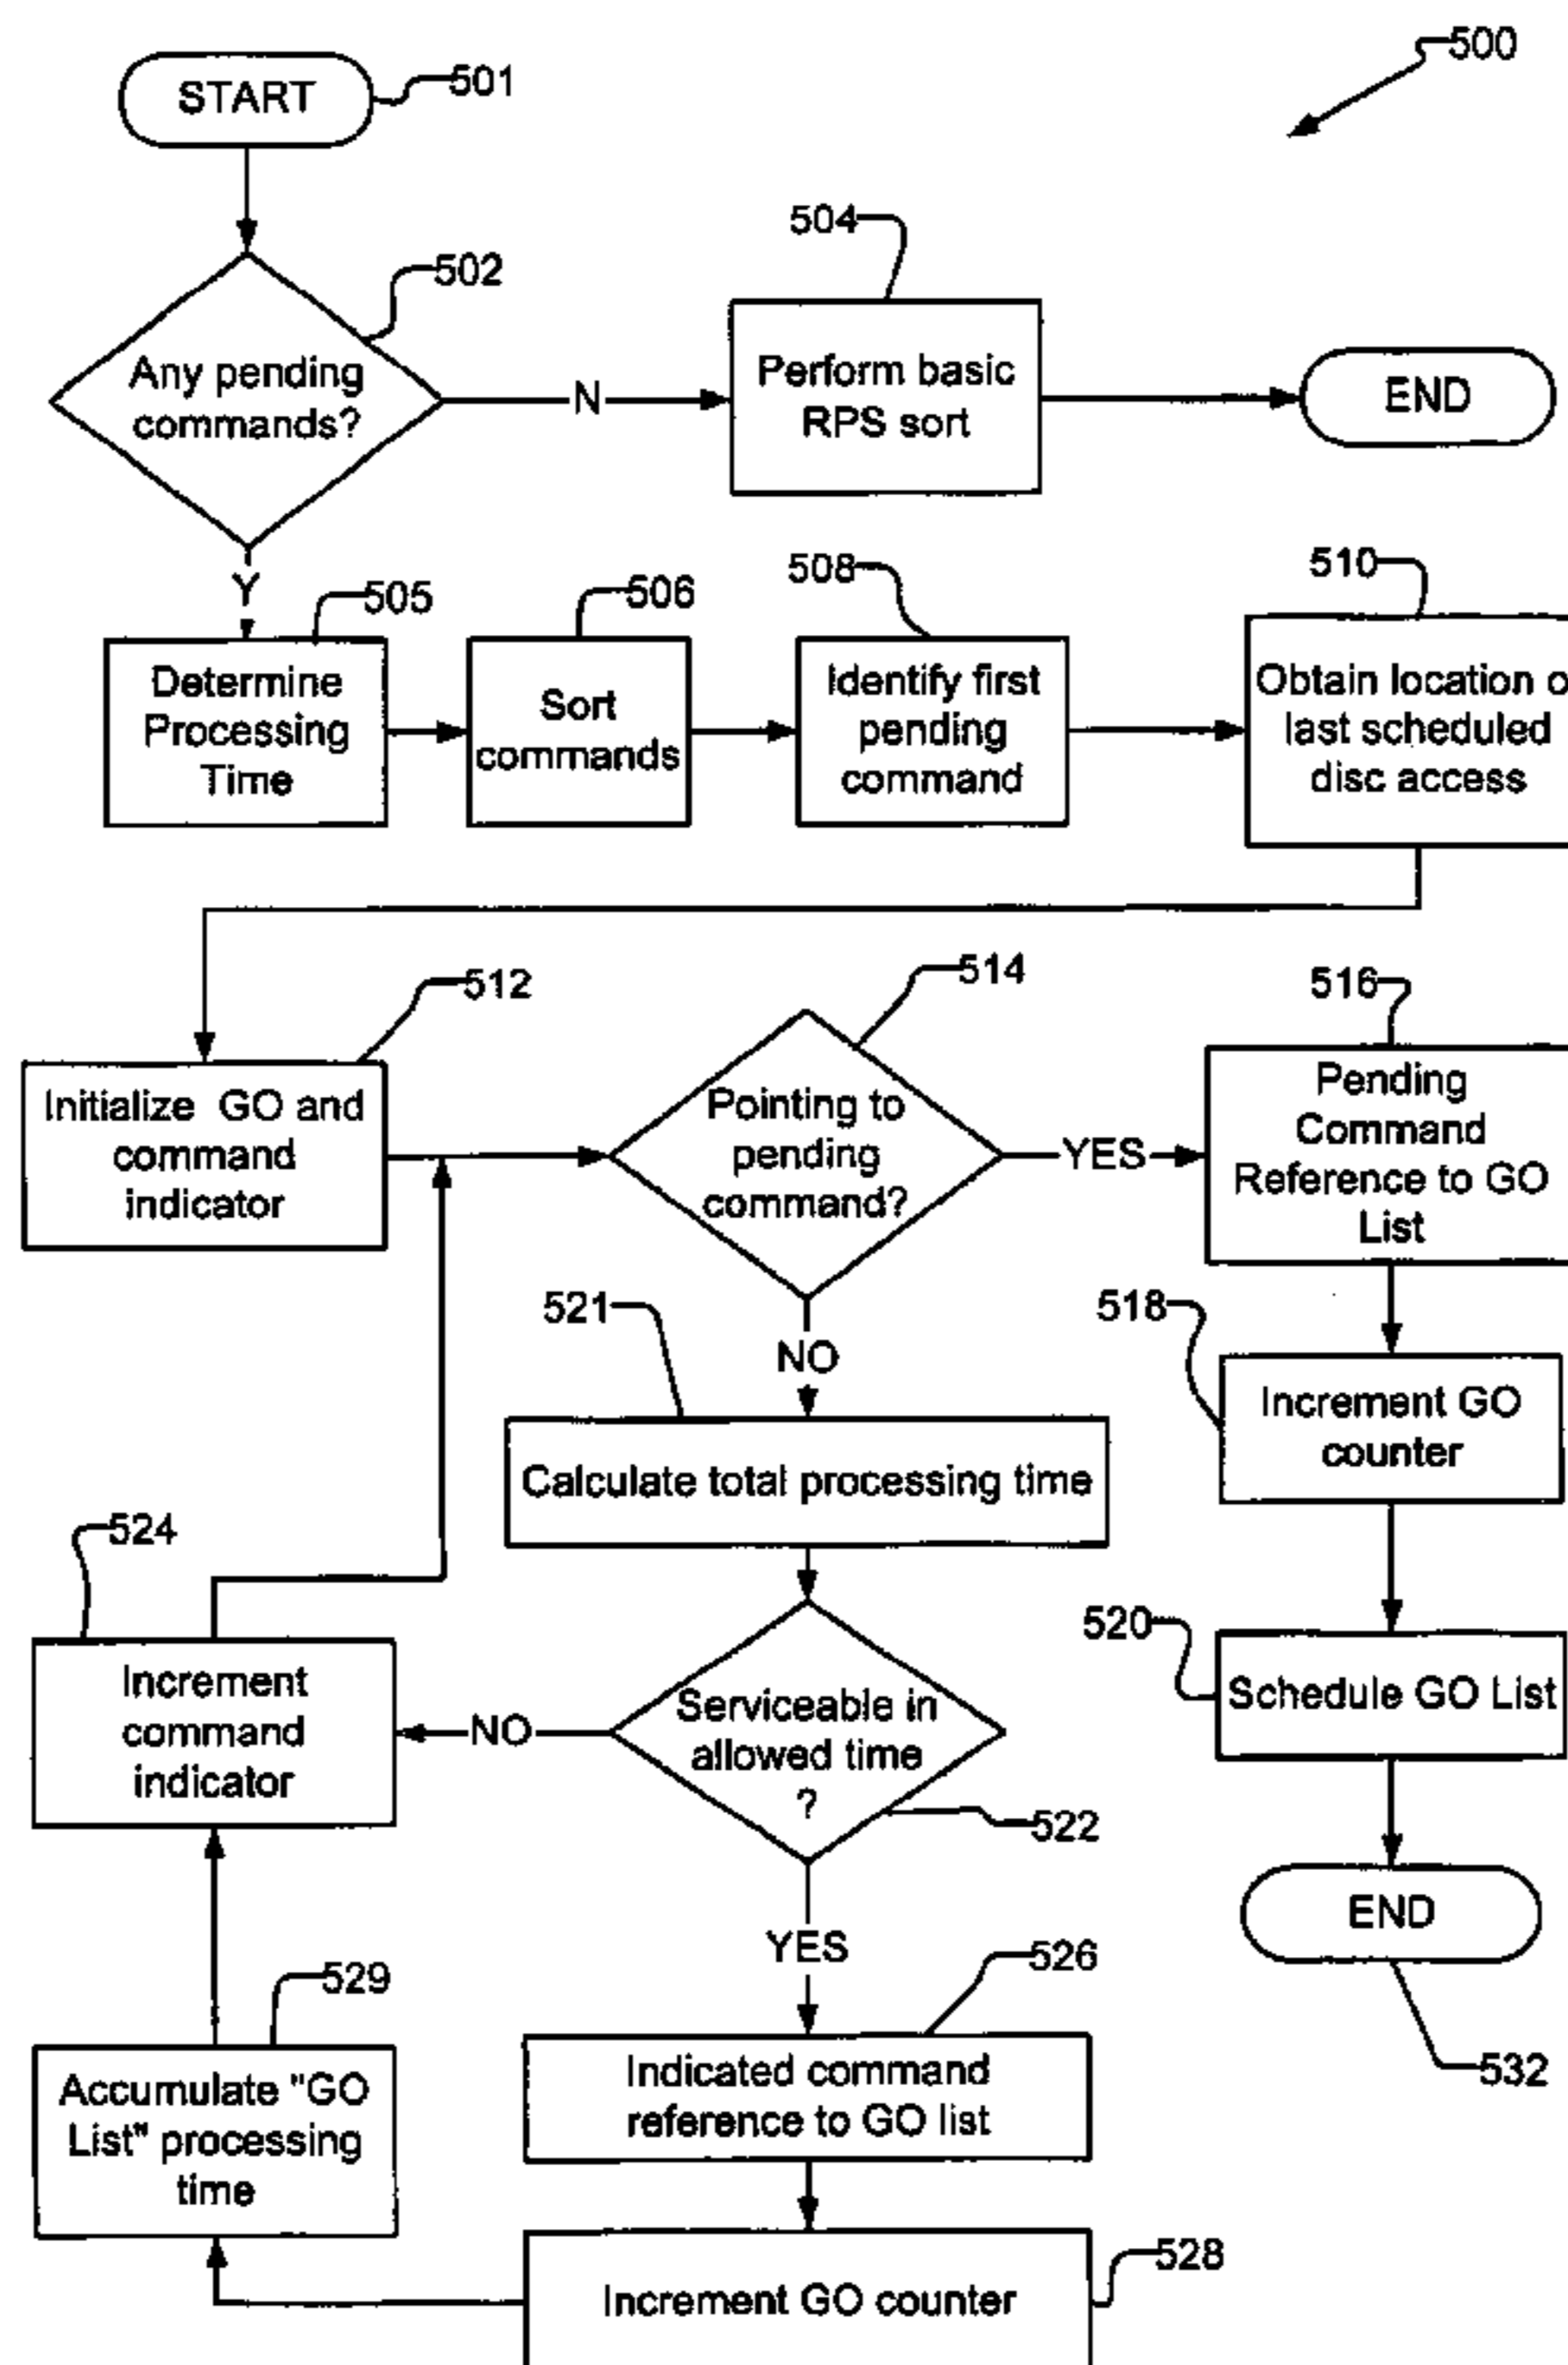 500
START
501
502
Any pending
commands?
N
504
Perform basic
RPS sort
END
Y
505
Determine
Processing
Time
506
Sort
commands
508
Identify first
pending
command
510
Obtain location o
last scheduled
disc access
512
Initialize GO and
command
indicator
514
Pointing to
pending
command?
YES
516
Pending
Command
Reference to GO
List
518
Increment GO
counter
520
Schedule GO List
END
532
NO
521
Calculate total processing time
Serviceable in
allowed time
?
522
NO
524
Increment
command
indicator
YES
526
Indicated command
reference to GO list
528
Increment GO counter
529
Accumulate "GO
List" processing
time